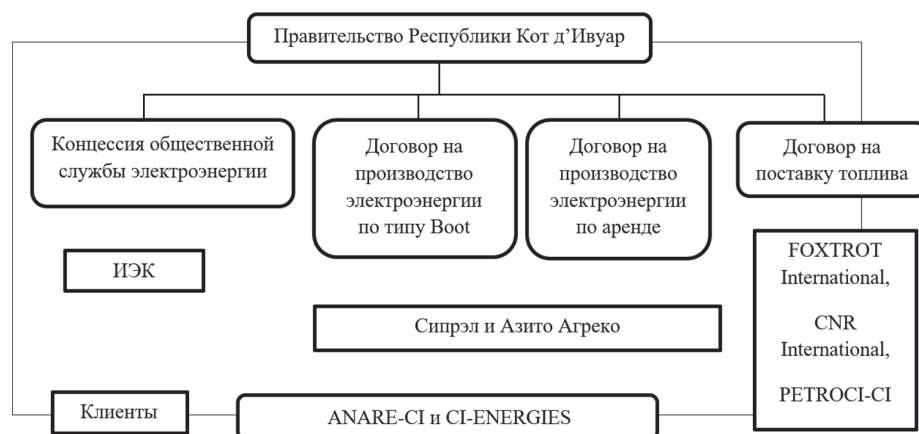 Правительство Республики Кот д’Ивуар
Концессия общественной
службы электроэнергии
Договор на
производство
электроэнергии
по типу Boot
Договор на
производство
электроэнергии
по аренде
Договор на
поставку топлива
ИЭК
Сипрэл и Азито Агреко
FOXTROT
International,
CNR
International,
PETROCI-CI
Клиенты
ANARE-CI и CI-ENERGIES